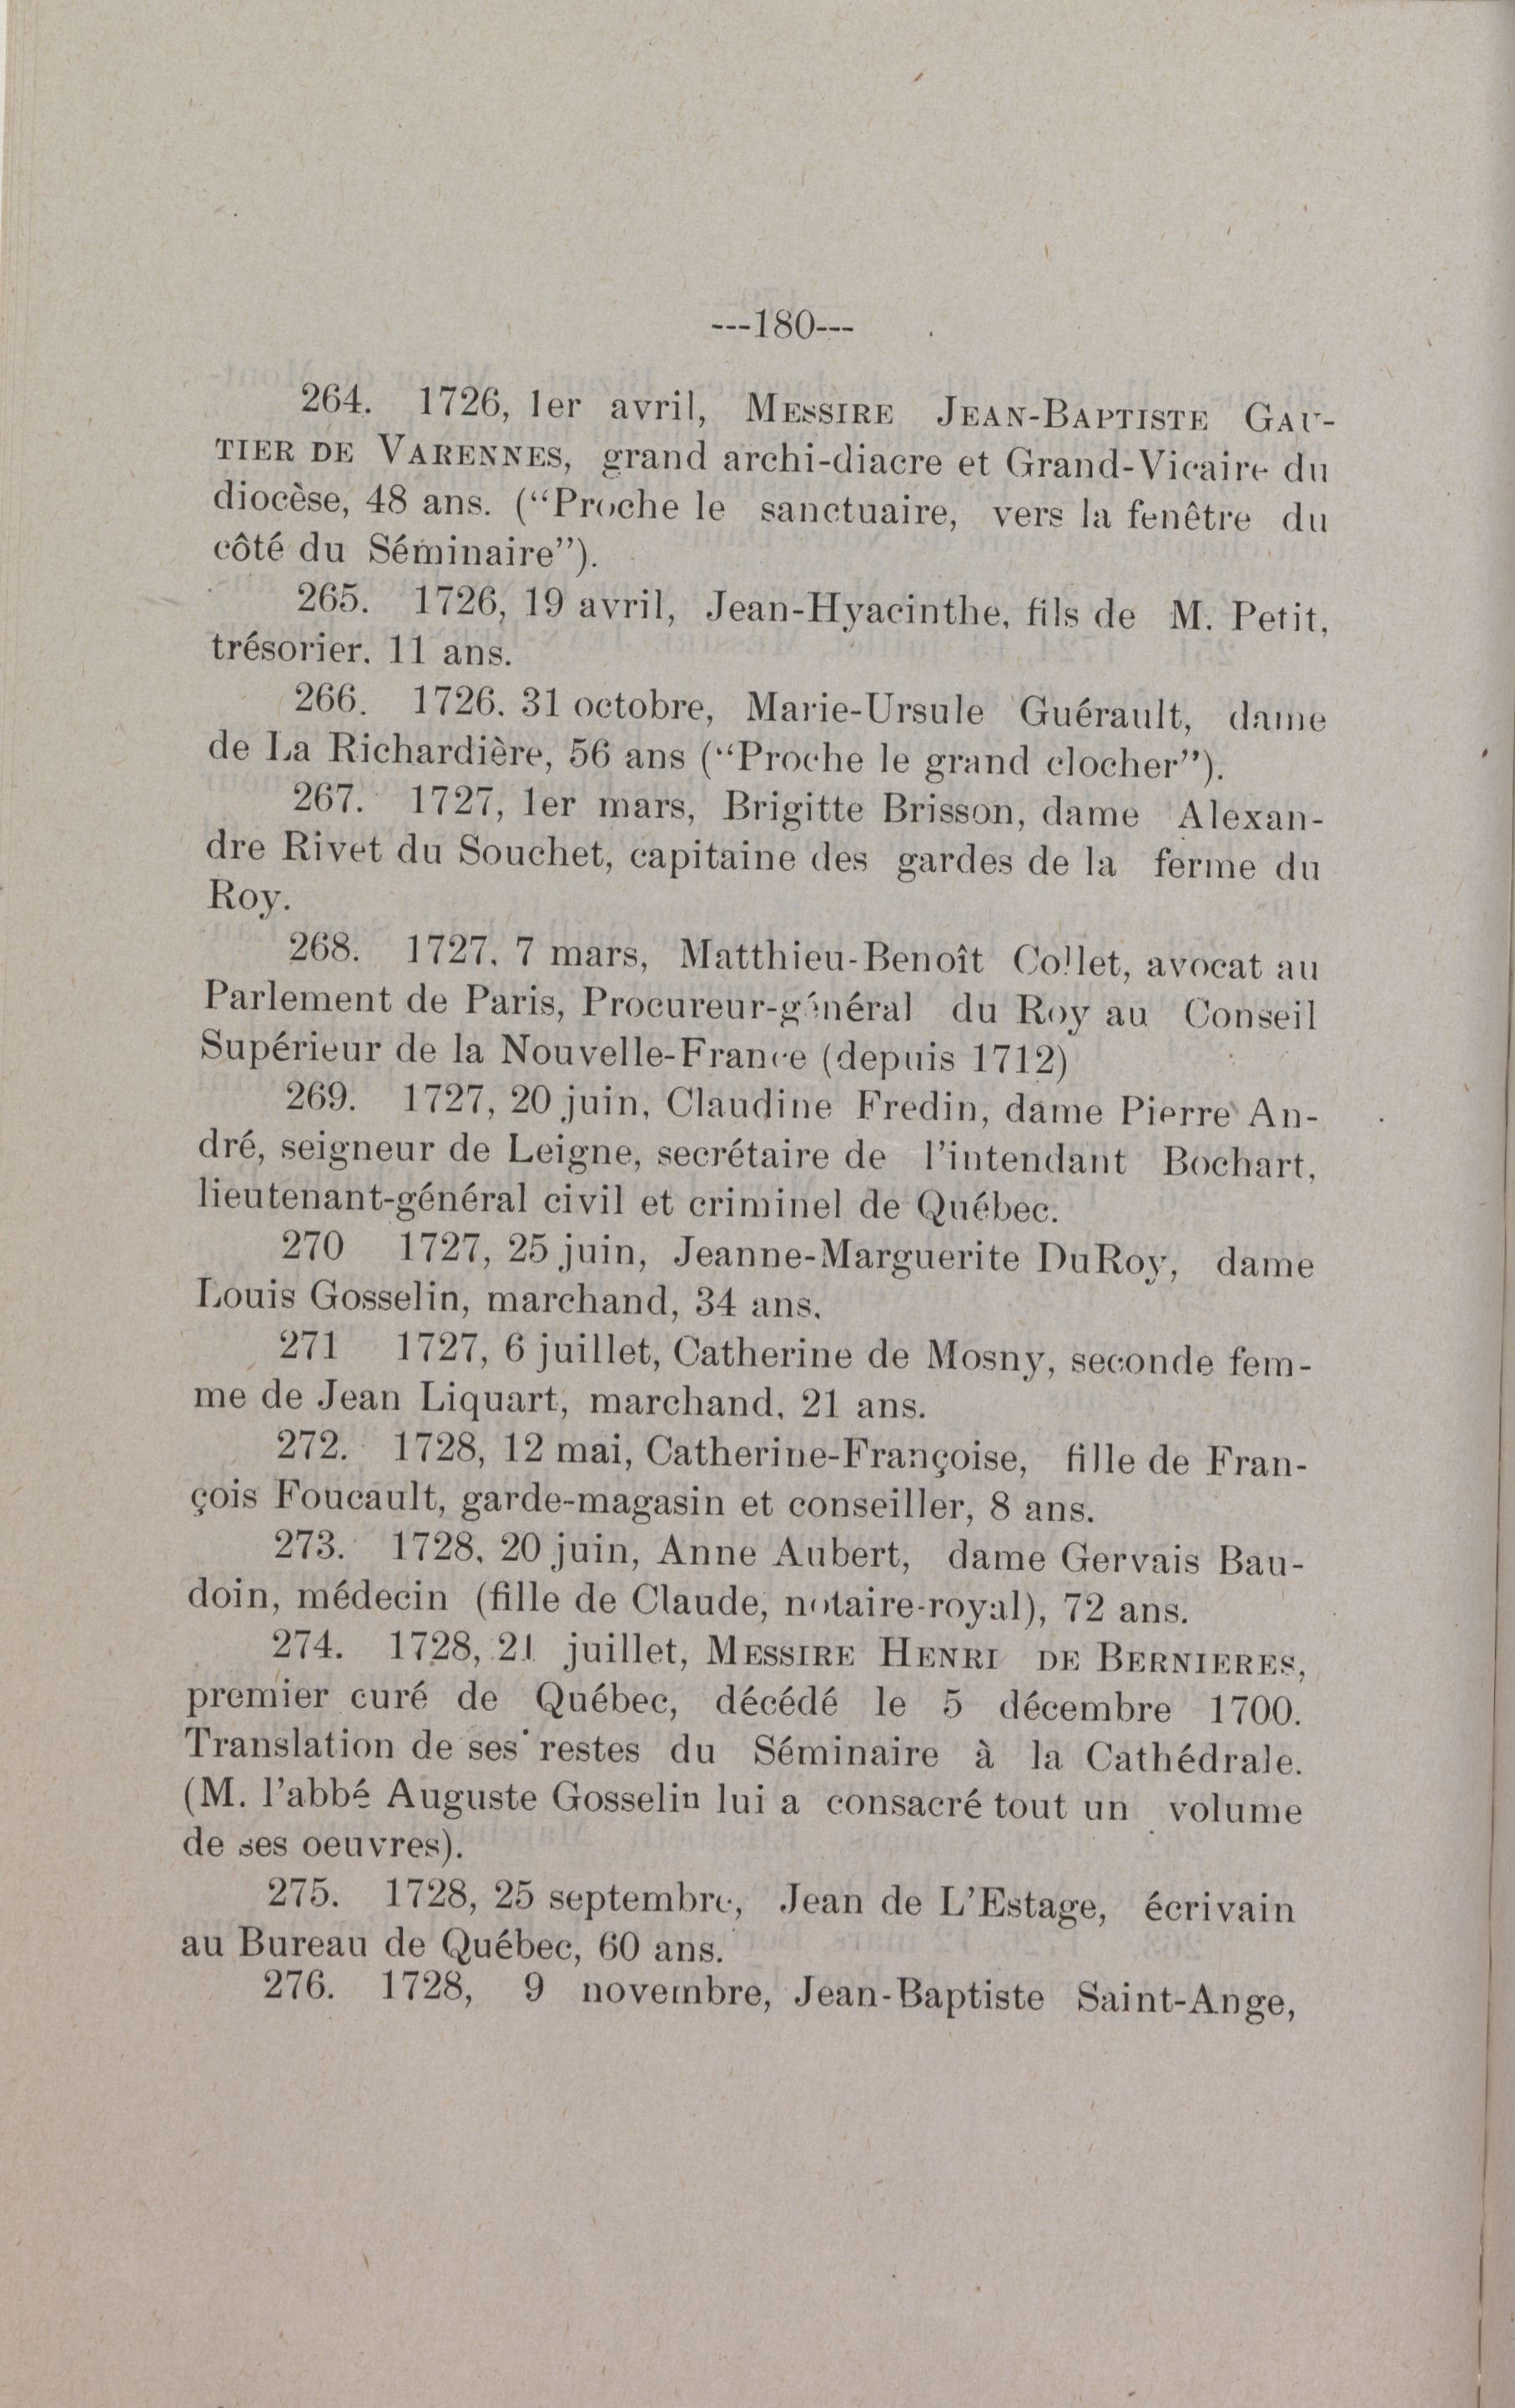 ---180---
264. 1726, 1er avril, MESSIRE JEAN-BAPTISTE GAU-
TIER DE VARENNES, grand archi-diacre et Grand-Vicaire du
diocèse, 48 ans. (“Proche le sanctuaire, vers la fenêtre du
côté du Séminaire”).
265. 1726, 19 avril, Jean-Hyacinthe, fils de M. Petit,
trésorier. 11 ans.
266. 1726. 31 octobre, Marie-Ursule Guérault, dame
de La Richardière, 56 ans (“Proche le grand clocher”).
267. 1727, 1er mars, Brigitte Brisson, dame Alexan-
dre Rivet du Souchet, capitaine des gardes de la ferme du
Roy.
268. 1727. 7 mars, Matthieu-Benoît Collet, avocat au
Parlement de Paris, Procureur-général du Roy au Conseil
Supérieur de la Nouvelle-France (depuis 1712)
269. 1727, 20 juin, Claudine Fredin, dame Pierre An-
dré, seigneur de Leigne, secrétaire de l’intendant Bochart,
lieutenant-général civil et criminel de Québec.
270 1727, 25 juin, Jeanne-Marguerite DuRoy, dame
Louis Gosselin, marchand, 34 ans.
271 1727, 6 juillet, Catherine de Mosny, seconde fem-
me de Jean Liquart, marchand, 21 ans.
272. 1728, 12 mai, Catherine-Françoise, fille de Fran-
çois Foucault, garde-magasin et conseiller, 8 ans.
273. 1728. 20 juin, Anne Aubert, dame Gervais Bau-
doin, médecin (fille de Claude, notaire-royal), 72 ans.
274. 1728, 21 juillet, MESSIRE HENRI DE BERNIERES,
premier curé de Québec, décédé le 5 décembre 1700.
Translation de ses restes du Séminaire à la Cathédrale.
(M. l’abbé Auguste Gosselin lui a consacré tout un volume
de ses oeuvres).
275. 1728, 25 septembre, Jean de L’Estage, écrivain
au Bureau de Québec, 60 ans.
276. 1728, 9 novembre, Jean-Baptiste Saint-Ange,